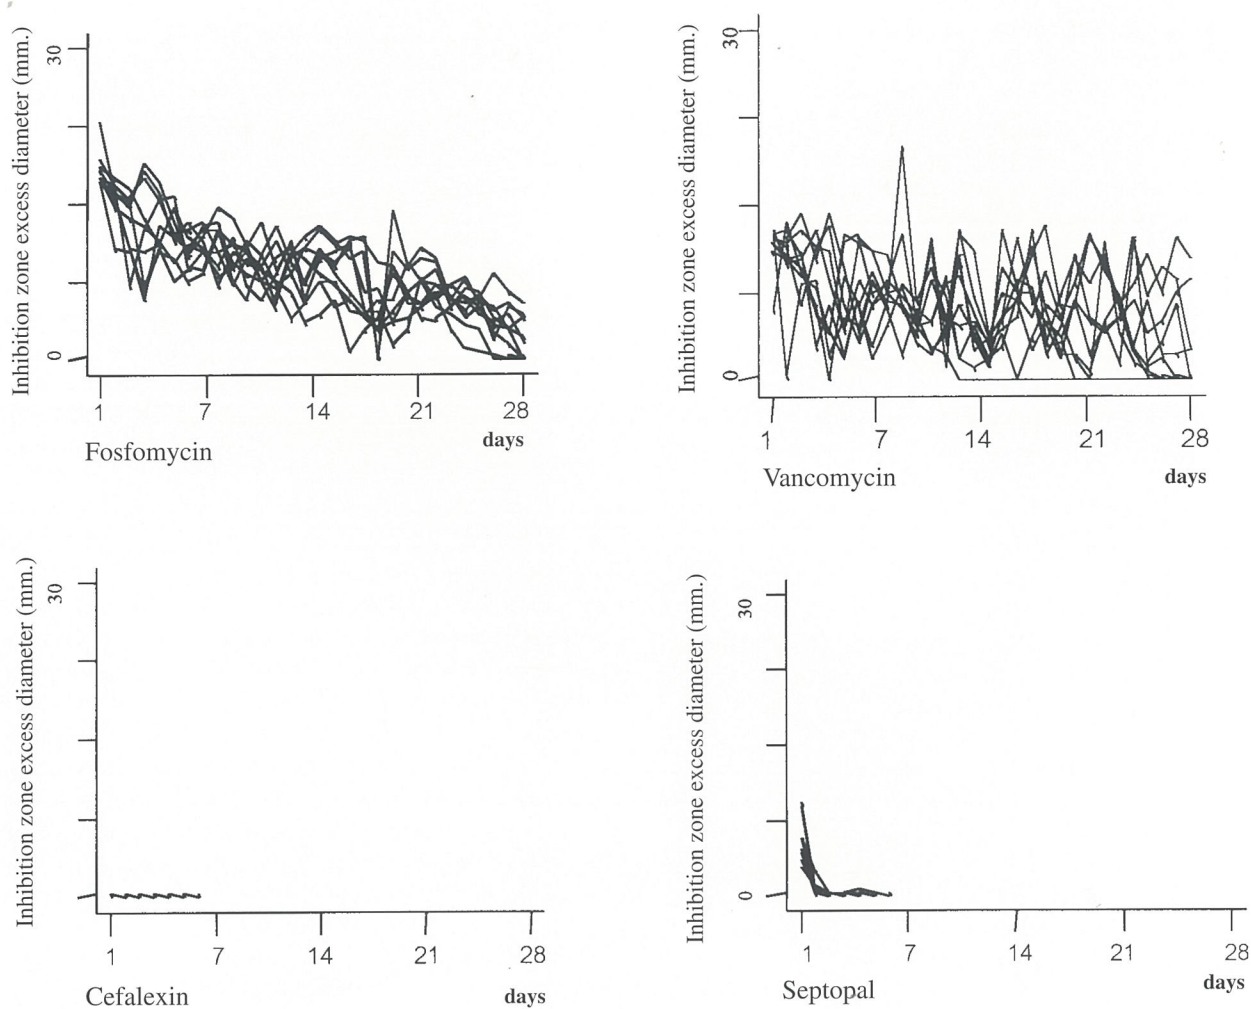 Inhibition zone excess diameter (mm.)
30
0
1 7 14 21 28
days
Fosfomycin
Inhibition zone excess diameter (mm.)
30
0
1 7 14 21 28
Vancomycin days
Inhibition zone excess diameter (mm.)
30
1 7 14 21 28
Cefalexin days
Inhibition zone excess diameter (mm.)
30
0
1 7 14 21 28
Septopal days